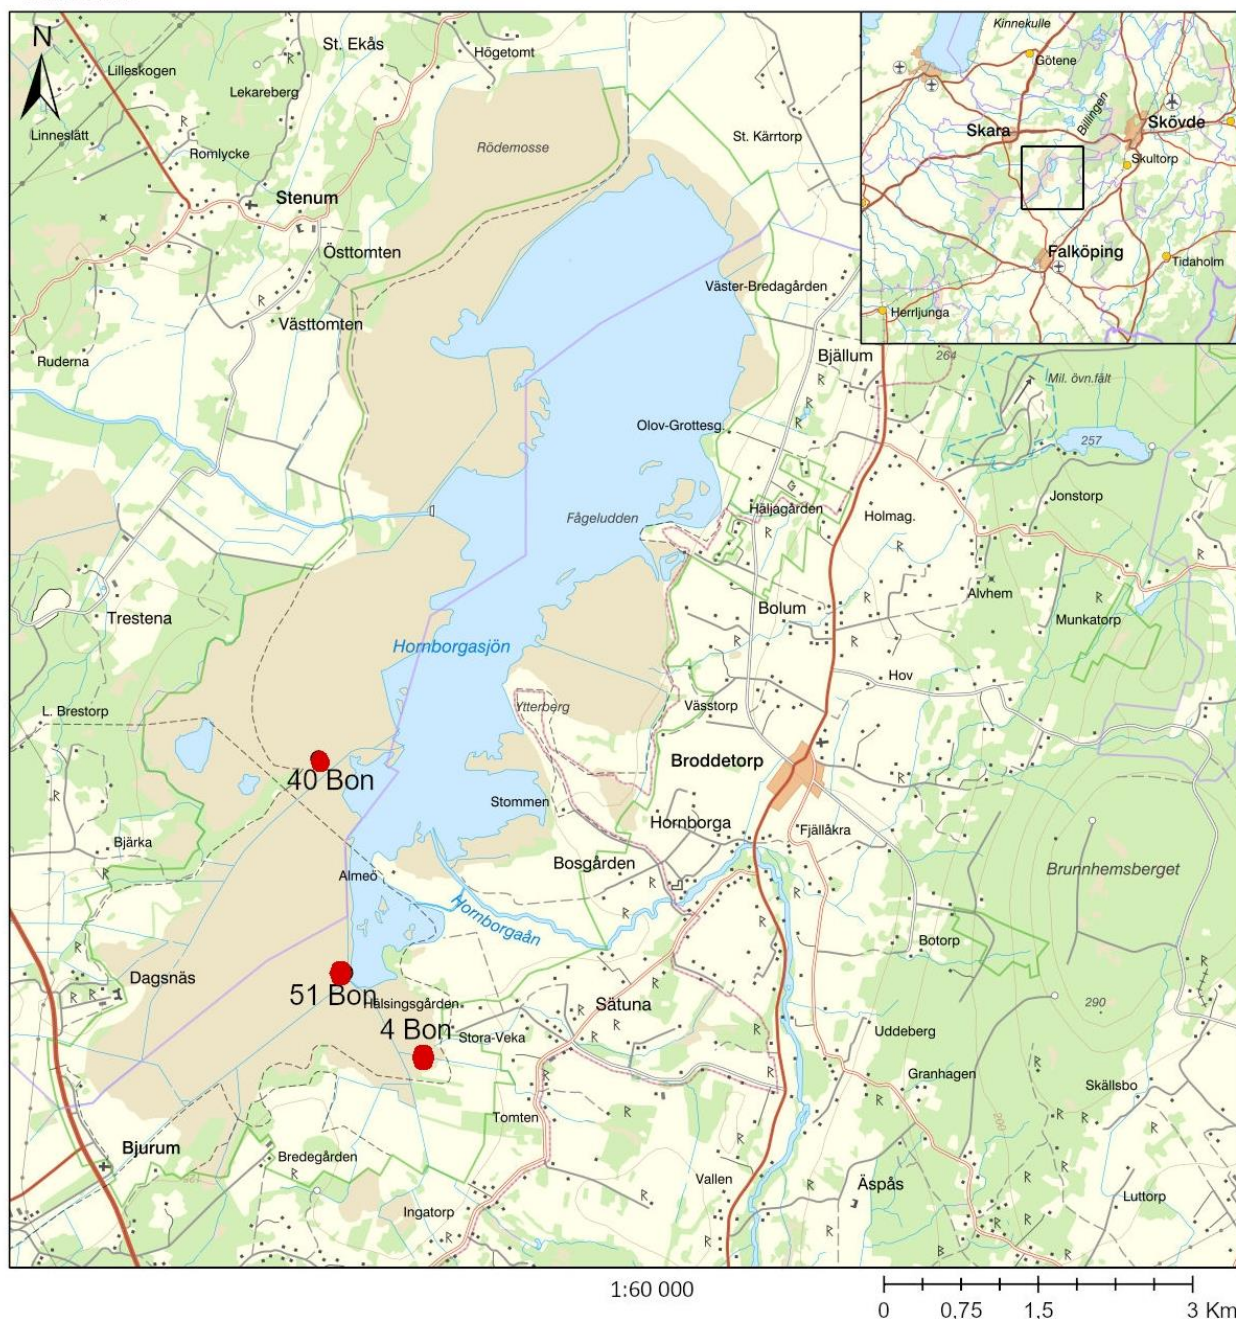 N
Lilleskogen
St. Ekås
Högetomt
Lekareberg
Linneslätt
Romlycke
Rödemosse
St. Kärrtorp
Stenum
Östtomten
Västtomten
Väster-Bredagården
Ruderna
Bjällum
Kinnekulle
Götene
Billingen
Skara
Skövde
Skultorp
Falköping
Tidaholm
Herrljunga
264
Mil. övn.fält
Olov-Grottesg.
257
Jonstorp
Fågeludden
Häljagården
Holmag.
Trestena
Bolum
Alvhem
Munkatorp
Hornborgasjön
Hov
L. Brestorp
Ytterberg
Vässtorp
Broddetorp
40 Bon
Stommen
Hornborga
Fjällåkra
Bjärka
Bosgården
Almeö
Brunnhemsberget
Hornborgaån
Botorp
Dagsnäs
51 Bon
Hälsingsgården
Sätuna
290
4 Bon
Stora-Veka
Uddeberg
Granhagen
Skällsbo
Tomten
Bjurum
Bredegården
Vallen
Äspås
Luttorp
Ingatorp
1:60 000
0 0,75 1,5 3 Km